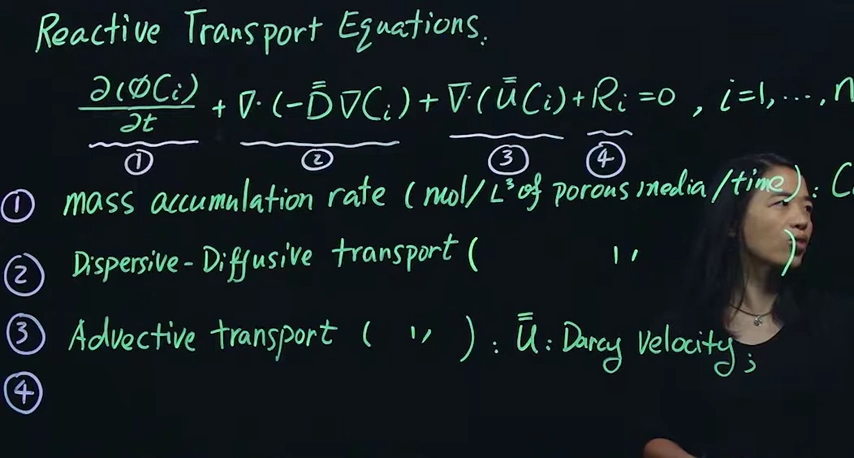 Reactive Transport Equations.
∂(ΦCi)/∂t + ∇·(-D̿∇Ci) + ∇·(U̿Ci) + Ri = 0 , i=1, ..., n
① ② ③ ④
① mass accumulation rate (mol/L³ of porous media/time) : C
② Dispersive-Diffusive transport ( ,, )
③ Advective transport ( ,, ) : U̿ : Darcy Velocity;
④